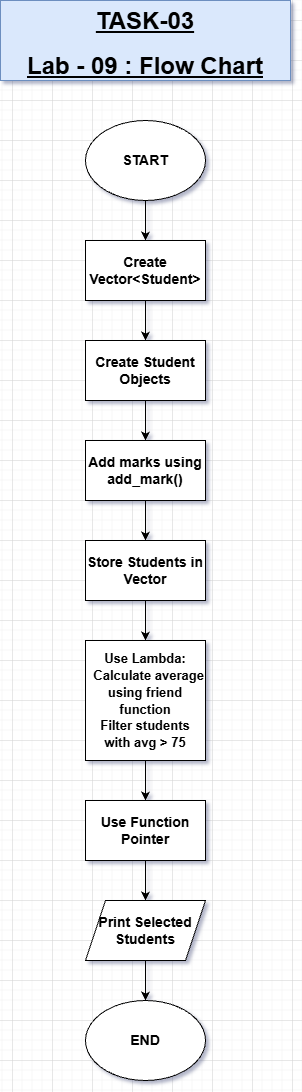 TASK-03
Lab - 09 : Flow Chart
START
Create
Vector<Student>
Create Student
Objects
Add marks using
add_mark()
Store Students in
Vector
Use Lambda:
Calculate average
using friend
function
Filter students
with avg > 75
Use Function
Pointer
Print Selected
Students
END